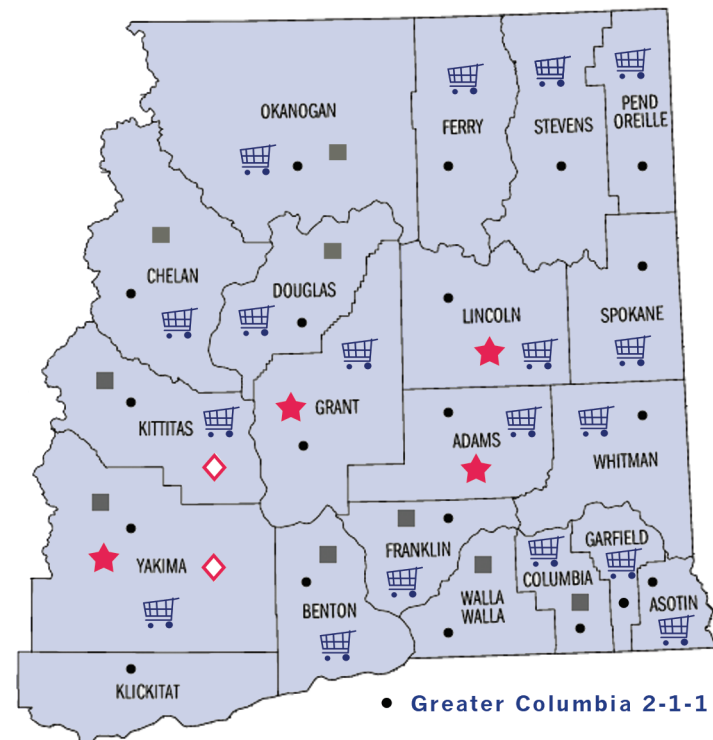 OKANOGAN
FERRY
STEVENS
PEND
OREILLE
CHELAN
DOUGLAS
LINCOLN
SPOKANE
KITTITAS
GRANT
ADAMS
WHITMAN
YAKIMA
BENTON
FRANKLIN
WALLA
WALLA
COLUMBIA
GARFIELD
ASOTIN
KLICKITAT
Greater Columbia 2-1-1